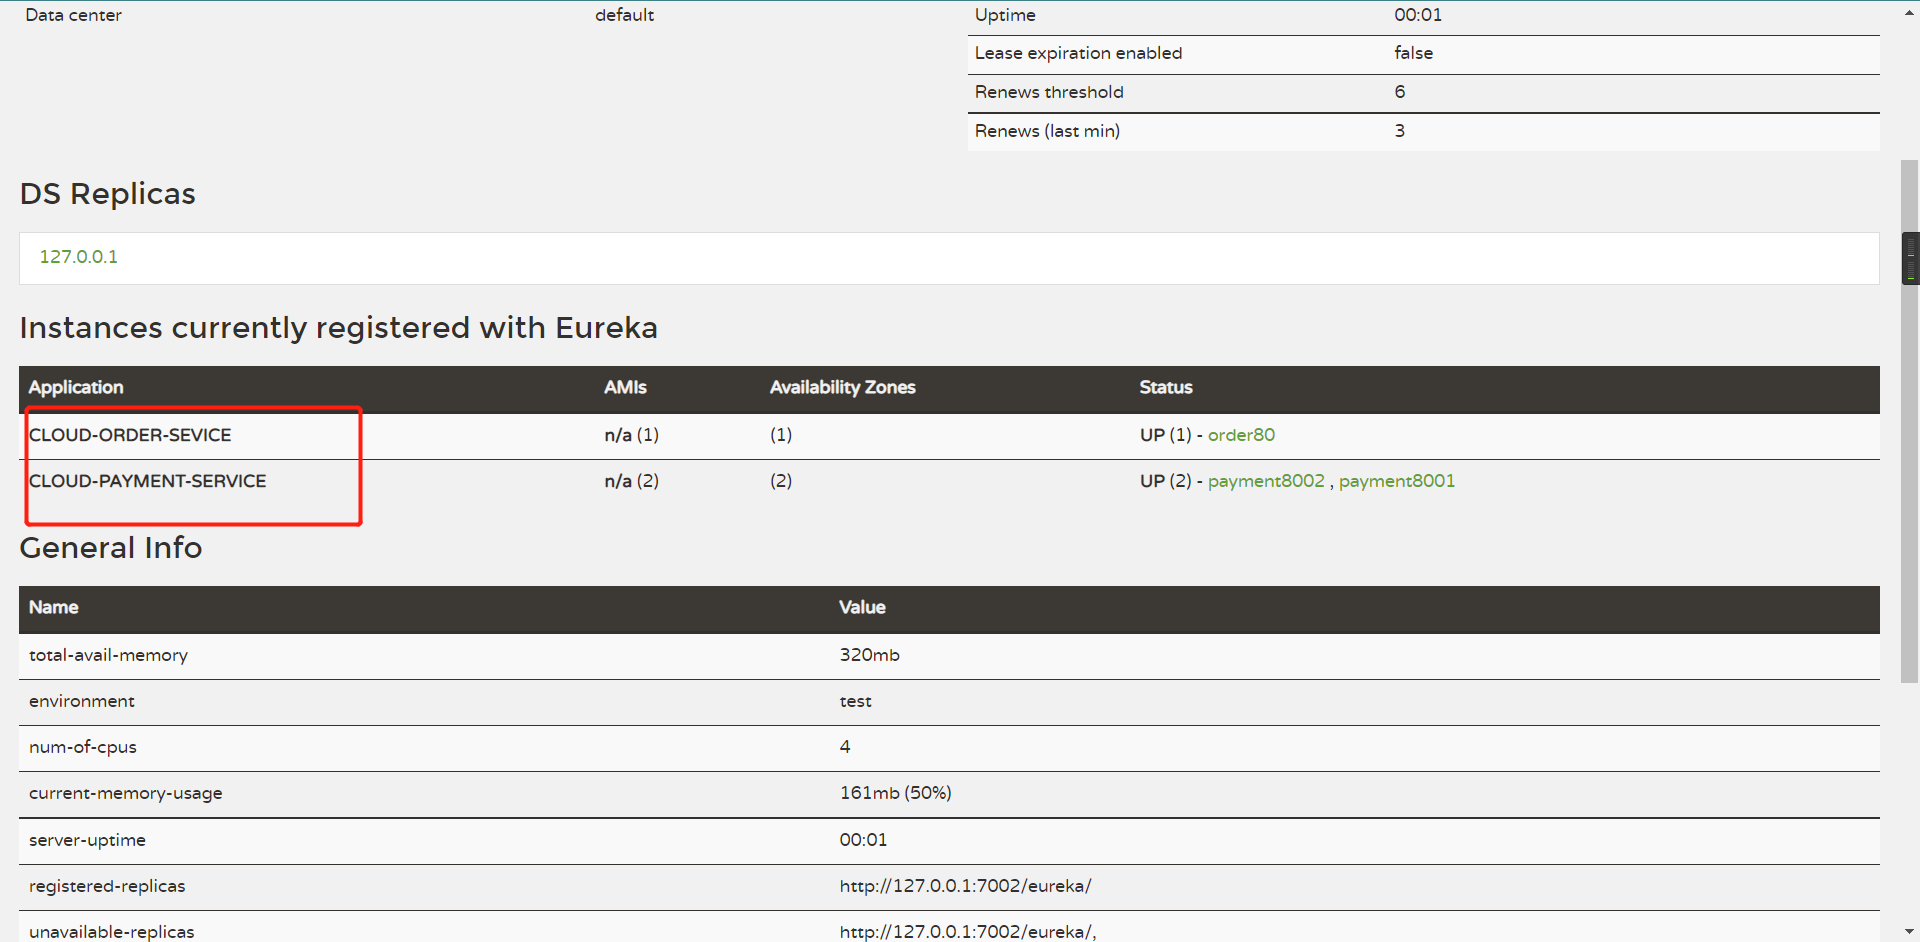 Data center default Uptime 00:01
Lease expiration enabled false
Renews threshold 6
Renews (last min) 3
DS Replicas
127.0.0.1
Instances currently registered with Eureka
Application AMIs Availability Zones Status
CLOUD-ORDER-SEVICE n/a (1) (1) UP (1) - order80
CLOUD-PAYMENT-SERVICE n/a (2) (2) UP (2) - payment8002 , payment8001
General Info
Name Value
total-avail-memory 320mb
environment test
num-of-cpus 4
current-memory-usage 161mb (50%)
server-uptime 00:01
registered-replicas http://127.0.0.1:7002/eureka/
unavailable-replicas http://127.0.0.1:7002/eureka/,